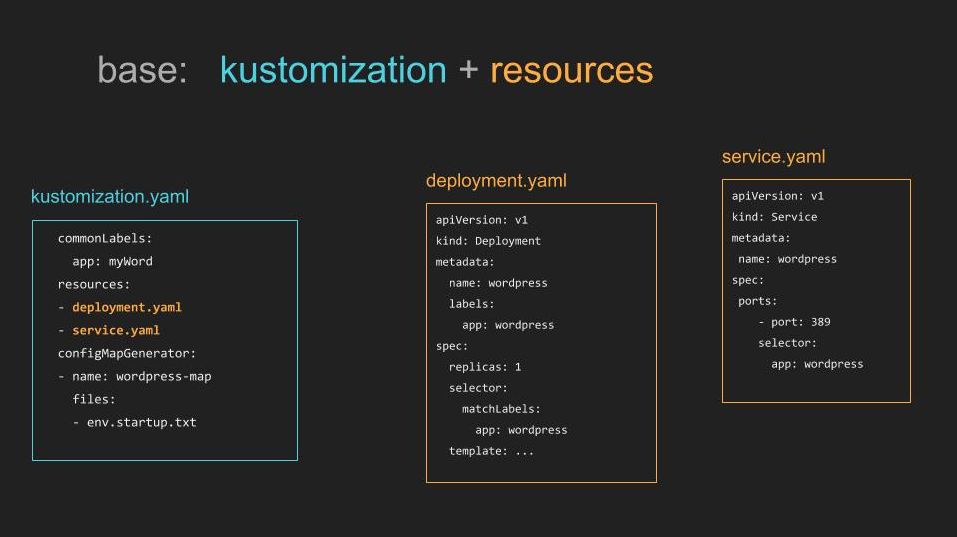 base: kustomization + resources
kustomization.yaml
commonLabels:
  app: myWord
resources:
- deployment.yaml
- service.yaml
configMapGenerator:
- name: wordpress-map
  files:
  - env.startup.txt
deployment.yaml
apiVersion: v1
kind: Deployment
metadata:
  name: wordpress
  labels:
    app: wordpress
spec:
  replicas: 1
  selector:
    matchLabels:
      app: wordpress
  template: ...
service.yaml
apiVersion: v1
kind: Service
metadata:
 name: wordpress
spec:
 ports:
    - port: 389
    selector:
      app: wordpress